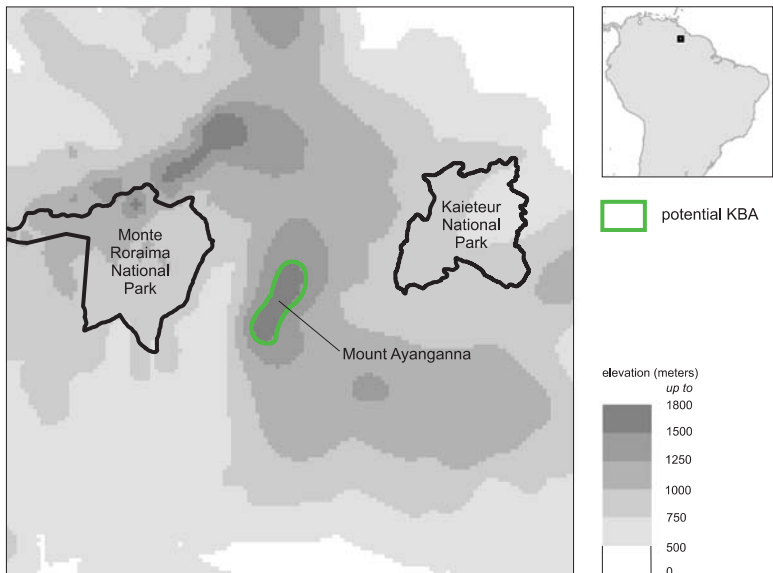 Monte
Roraima
National
Park
Kaieteur
National
Park
Mount Ayanganna
potential KBA
elevation (meters)
up to
1800
1500
1250
1000
750
500
0